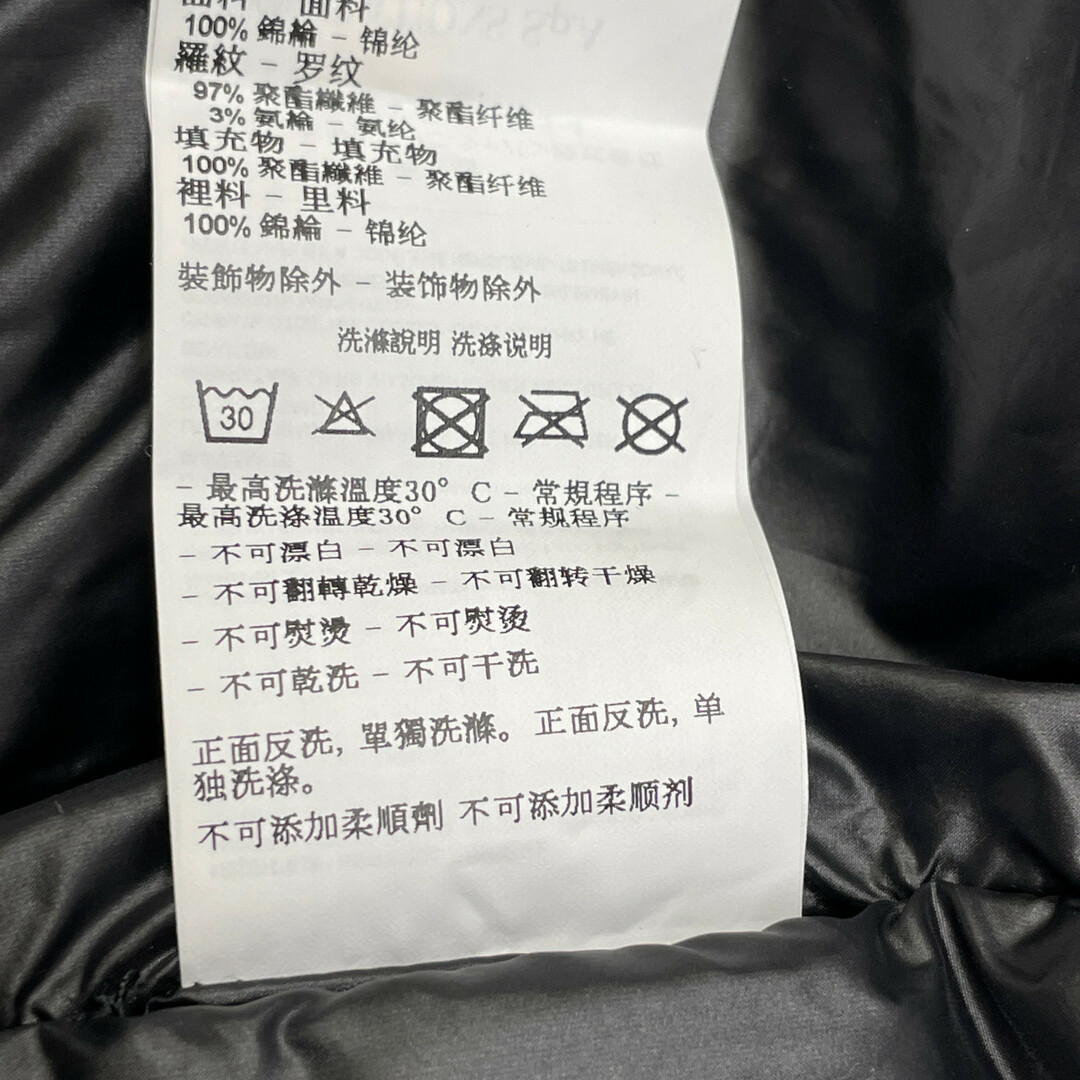 面料 - 面料
100% 錦綸 - 锦纶
羅紋 - 罗纹
97% 聚酯纖維 - 聚酯纤维
3% 氨綸 - 氨纶
填充物 - 填充物
100% 聚酯纖維 - 聚酯纤维
裡料 - 里料
100% 錦綸 - 锦纶
裝飾物除外 - 装饰物除外
洗滌說明 洗涤说明
30
- 最高洗滌溫度30° C - 常規程序 -
最高洗涤温度30° C - 常规程序
- 不可漂白 - 不可漂白
- 不可翻轉乾燥 - 不可翻转干燥
- 不可熨燙 - 不可熨烫
- 不可乾洗 - 不可干洗
正面反洗, 單獨洗滌。 正面反洗, 单
独洗涤。
不可添加柔順劑 不可添加柔顺剂